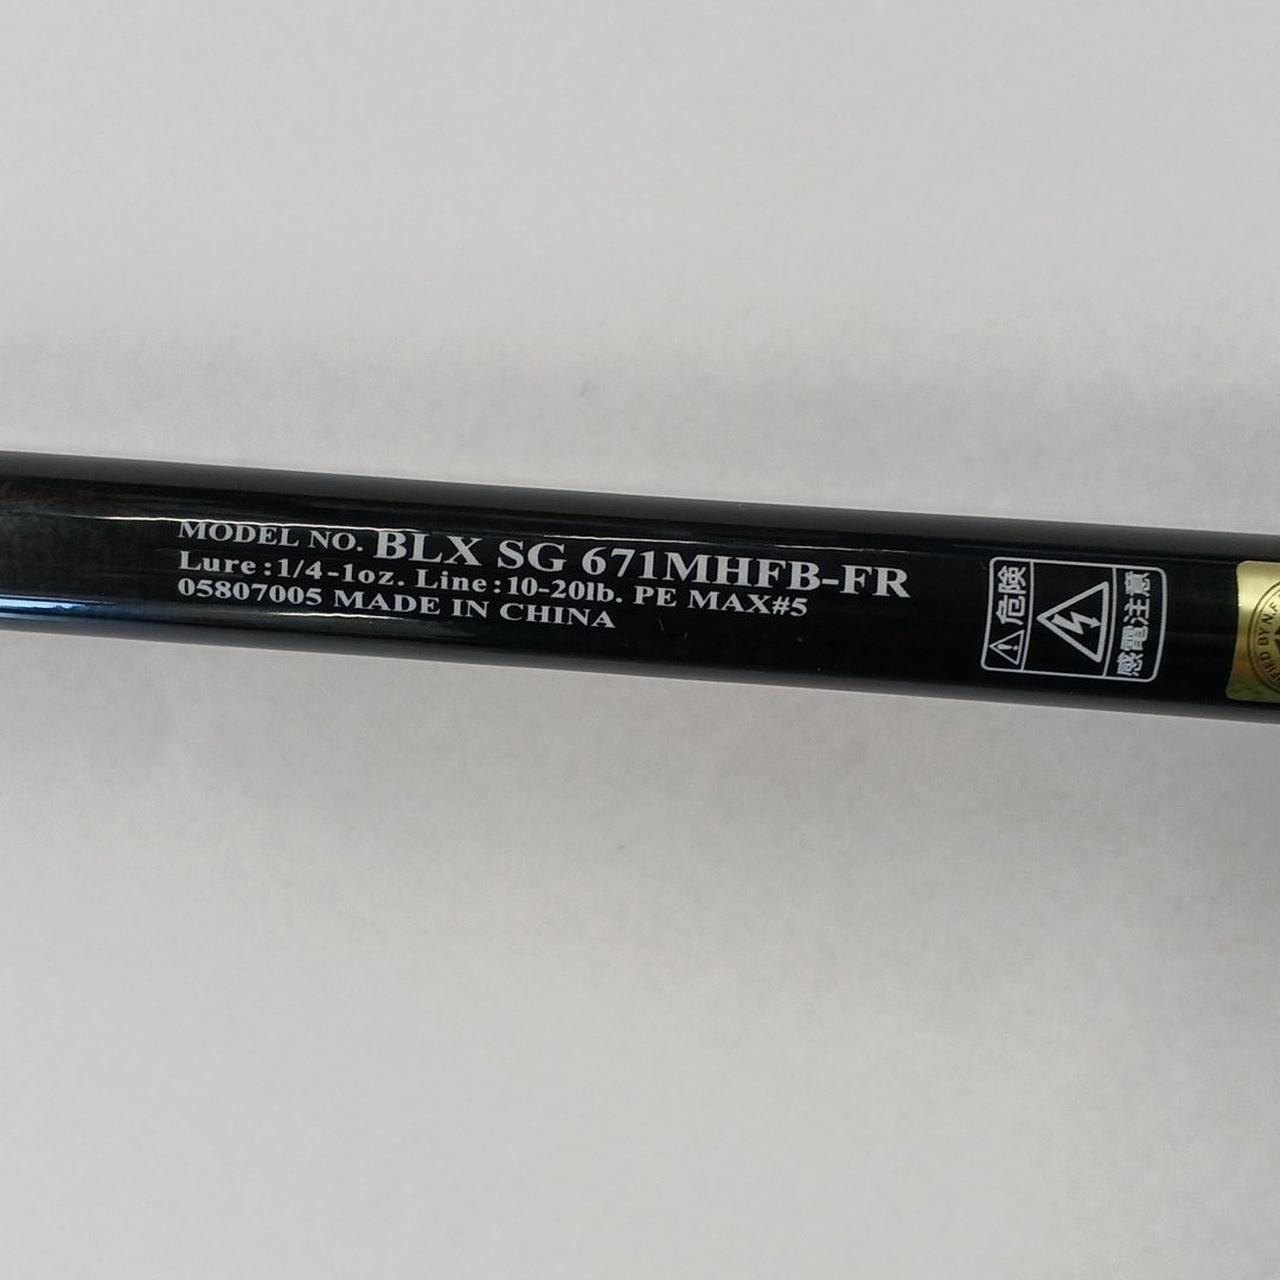 MODEL NO. BLX SG 671MHFB-FR
Lure:1/4-1oz. Line:10-20lb. PE MAX#5
05807005 MADE IN CHINA
危険
感電注意
BY N.